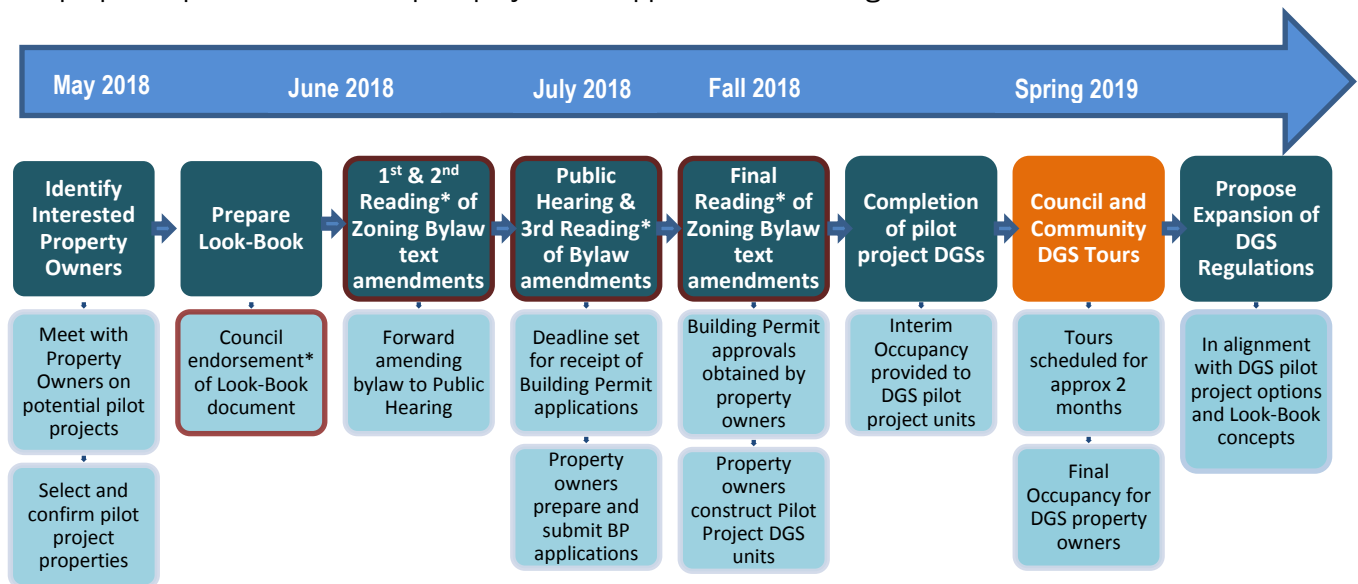 May 2018
June 2018
July 2018
Fall 2018
Spring 2019
Identify
Interested
Property
Owners
Meet with
Property
Owners on
potential pilot
projects
Select and
confirm pilot
project
properties
Prepare
Look-Book
Council
endorsement*
of Look-Book
document
1st & 2nd
Reading* of
Zoning Bylaw
text
amendments
Forward
amending
bylaw to Public
Hearing
Public
Hearing &
3rd Reading*
of Bylaw
amendments
Deadline set
for receipt of
Building Permit
applications
Property
owners
prepare and
submit BP
applications
Final
Reading* of
Zoning Bylaw
text
amendments
Building Permit
approvals
obtained by
property
owners
Property
owners
construct Pilot
Project DGS
units
Completion
of pilot
project DGSs
Interim
Occupancy
provided to
DGS pilot
project units
Council and
Community
DGS Tours
Tours
scheduled for
approx 2
months
Final
Occupancy for
DGS property
owners
Propose
Expansion of
DGS
Regulations
In alignment
with DGS pilot
project options
and Look-Book
concepts